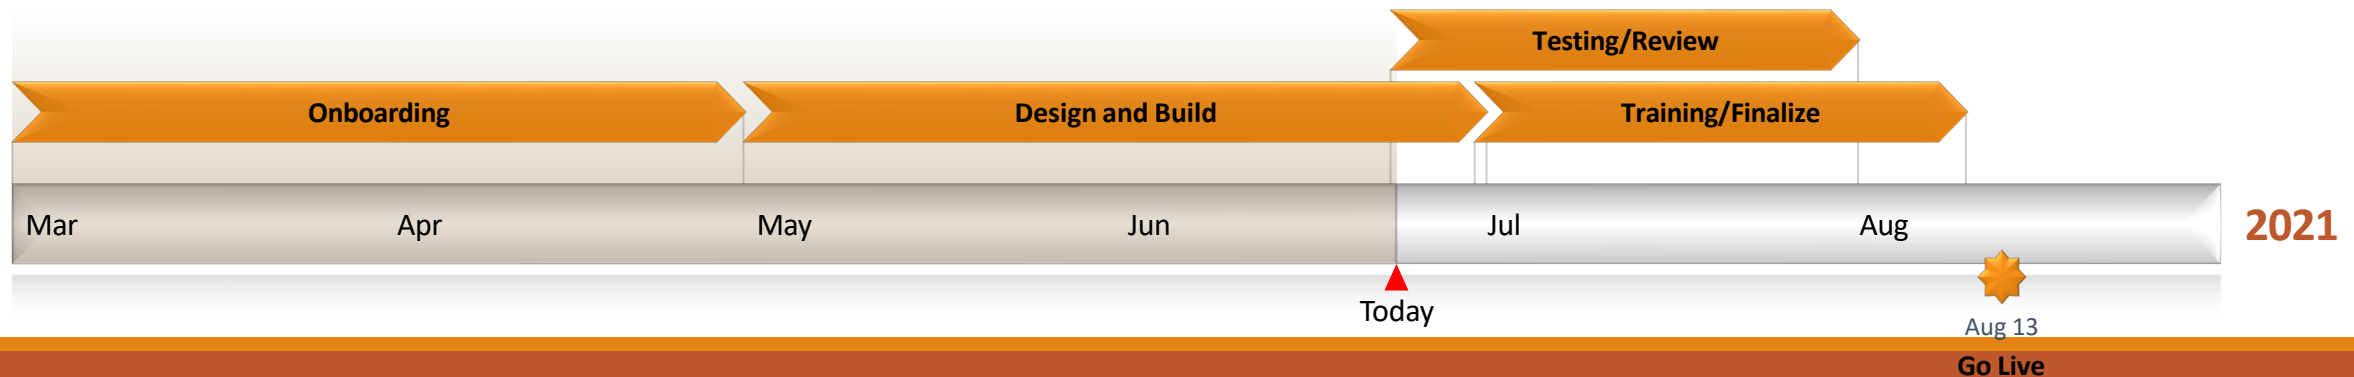 Testing/Review
Onboarding
Design and Build
Training/Finalize
Mar
Apr
May
Jun
Jul
Aug
2021
Today
Aug 13
Go Live